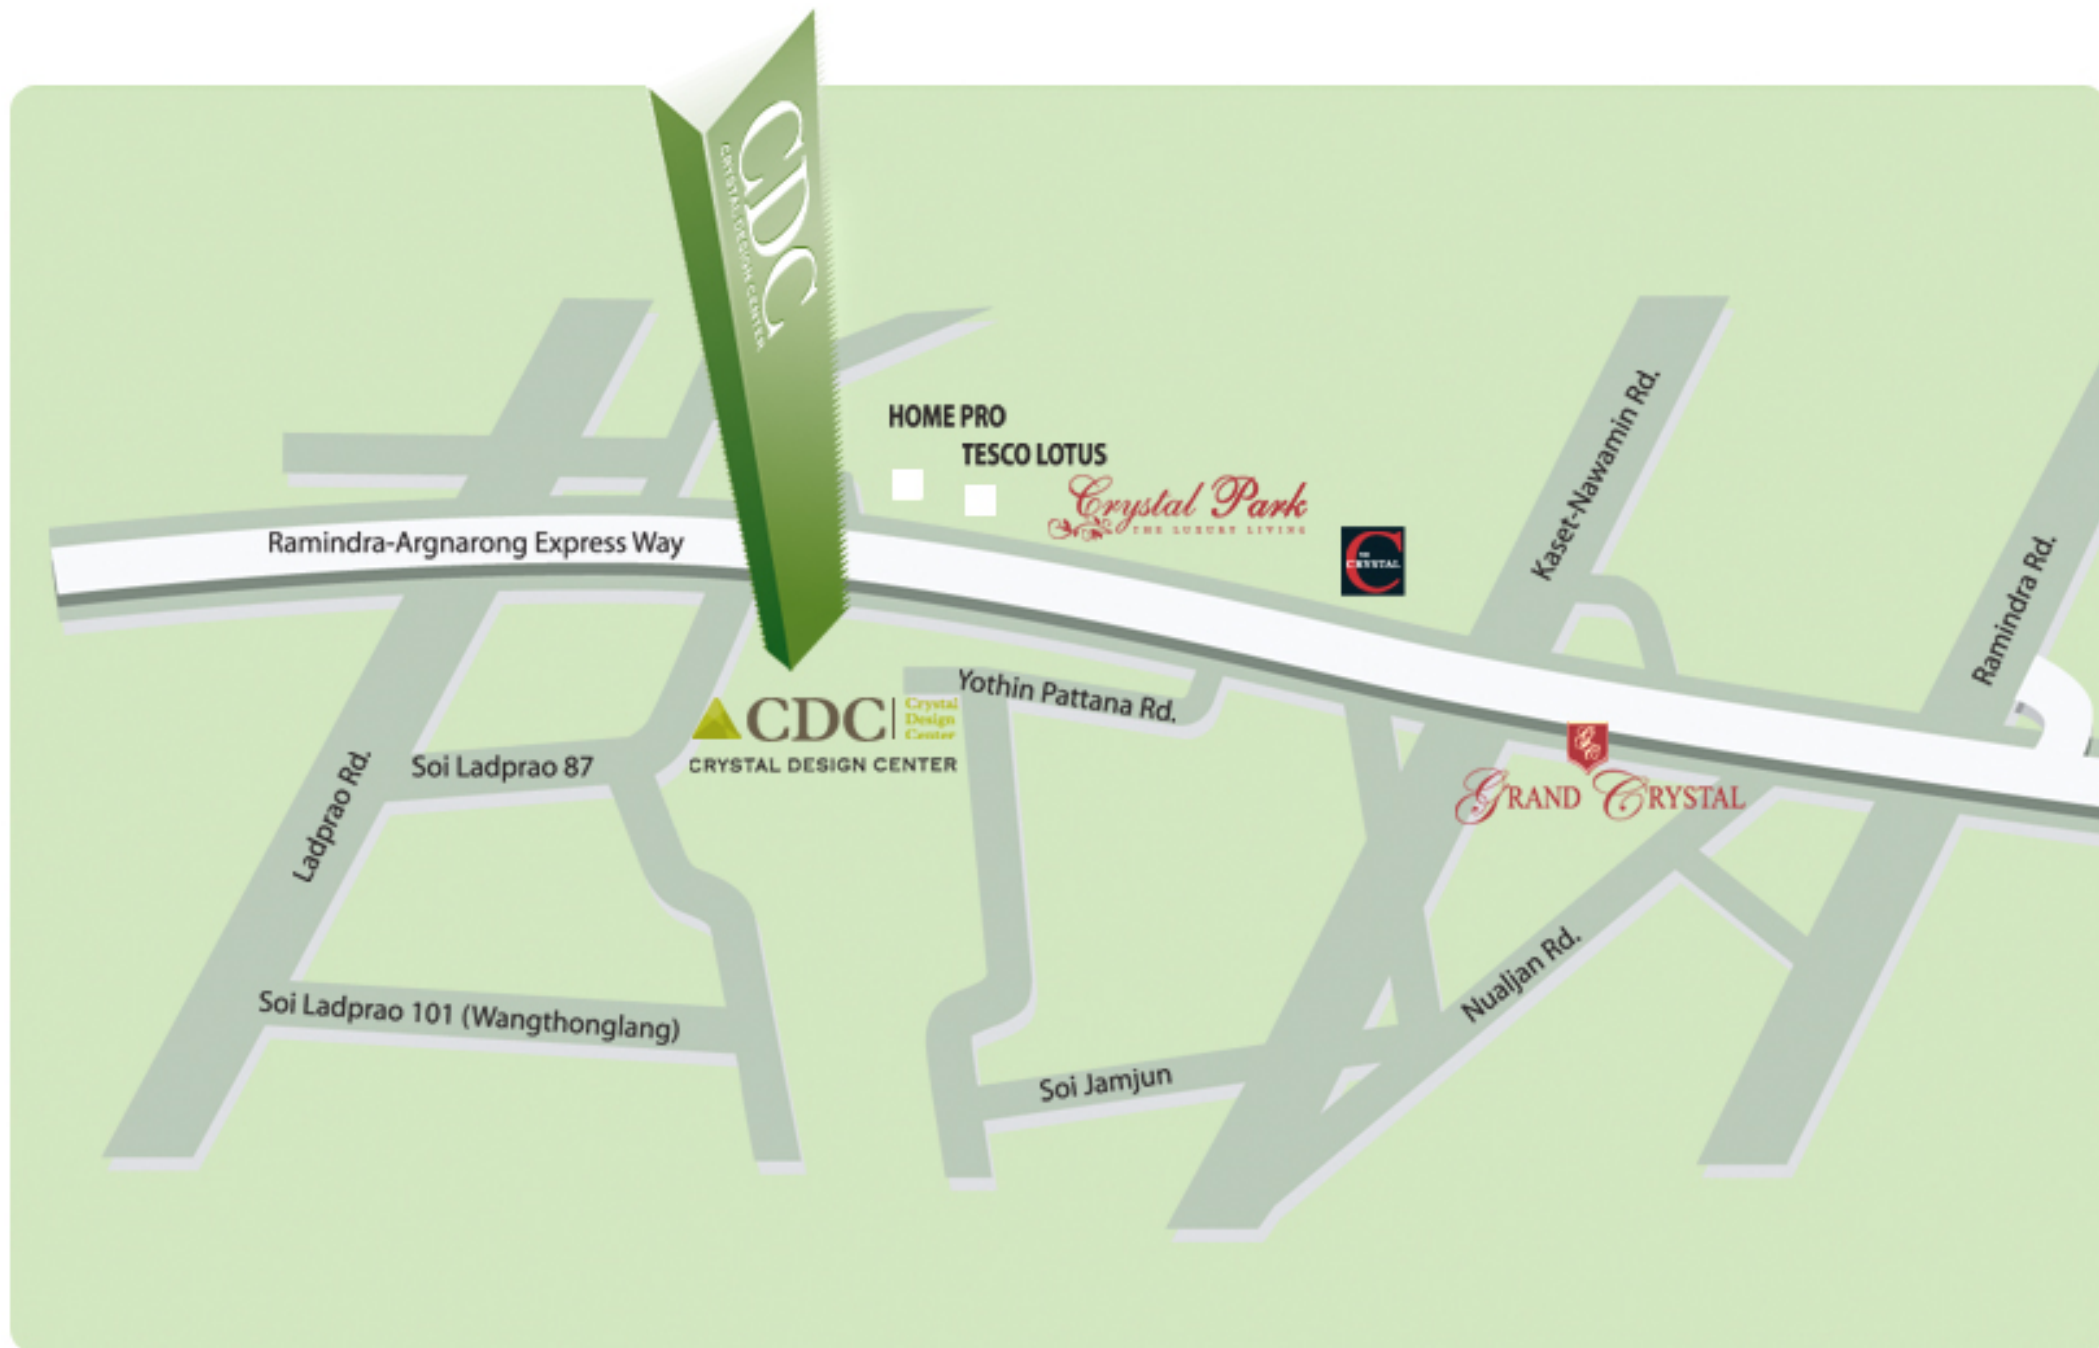 CDC
CRYSTAL DESIGN CENTER
HOME PRO
TESCO LOTUS
Crystal Park
THE LUXURY LIVING
THE
CRYSTAL
Kaset-Nawamin Rd.
Ramindra Rd.
Ramindra-Argnarong Express Way
Yothin Pattana Rd.
CDC
Crystal
Design
Center
CRYSTAL DESIGN CENTER
Soi Ladprao 87
Ladprao Rd.
GRAND CRYSTAL
Nualjan Rd.
Soi Ladprao 101 (Wangthonglang)
Soi Jamjun